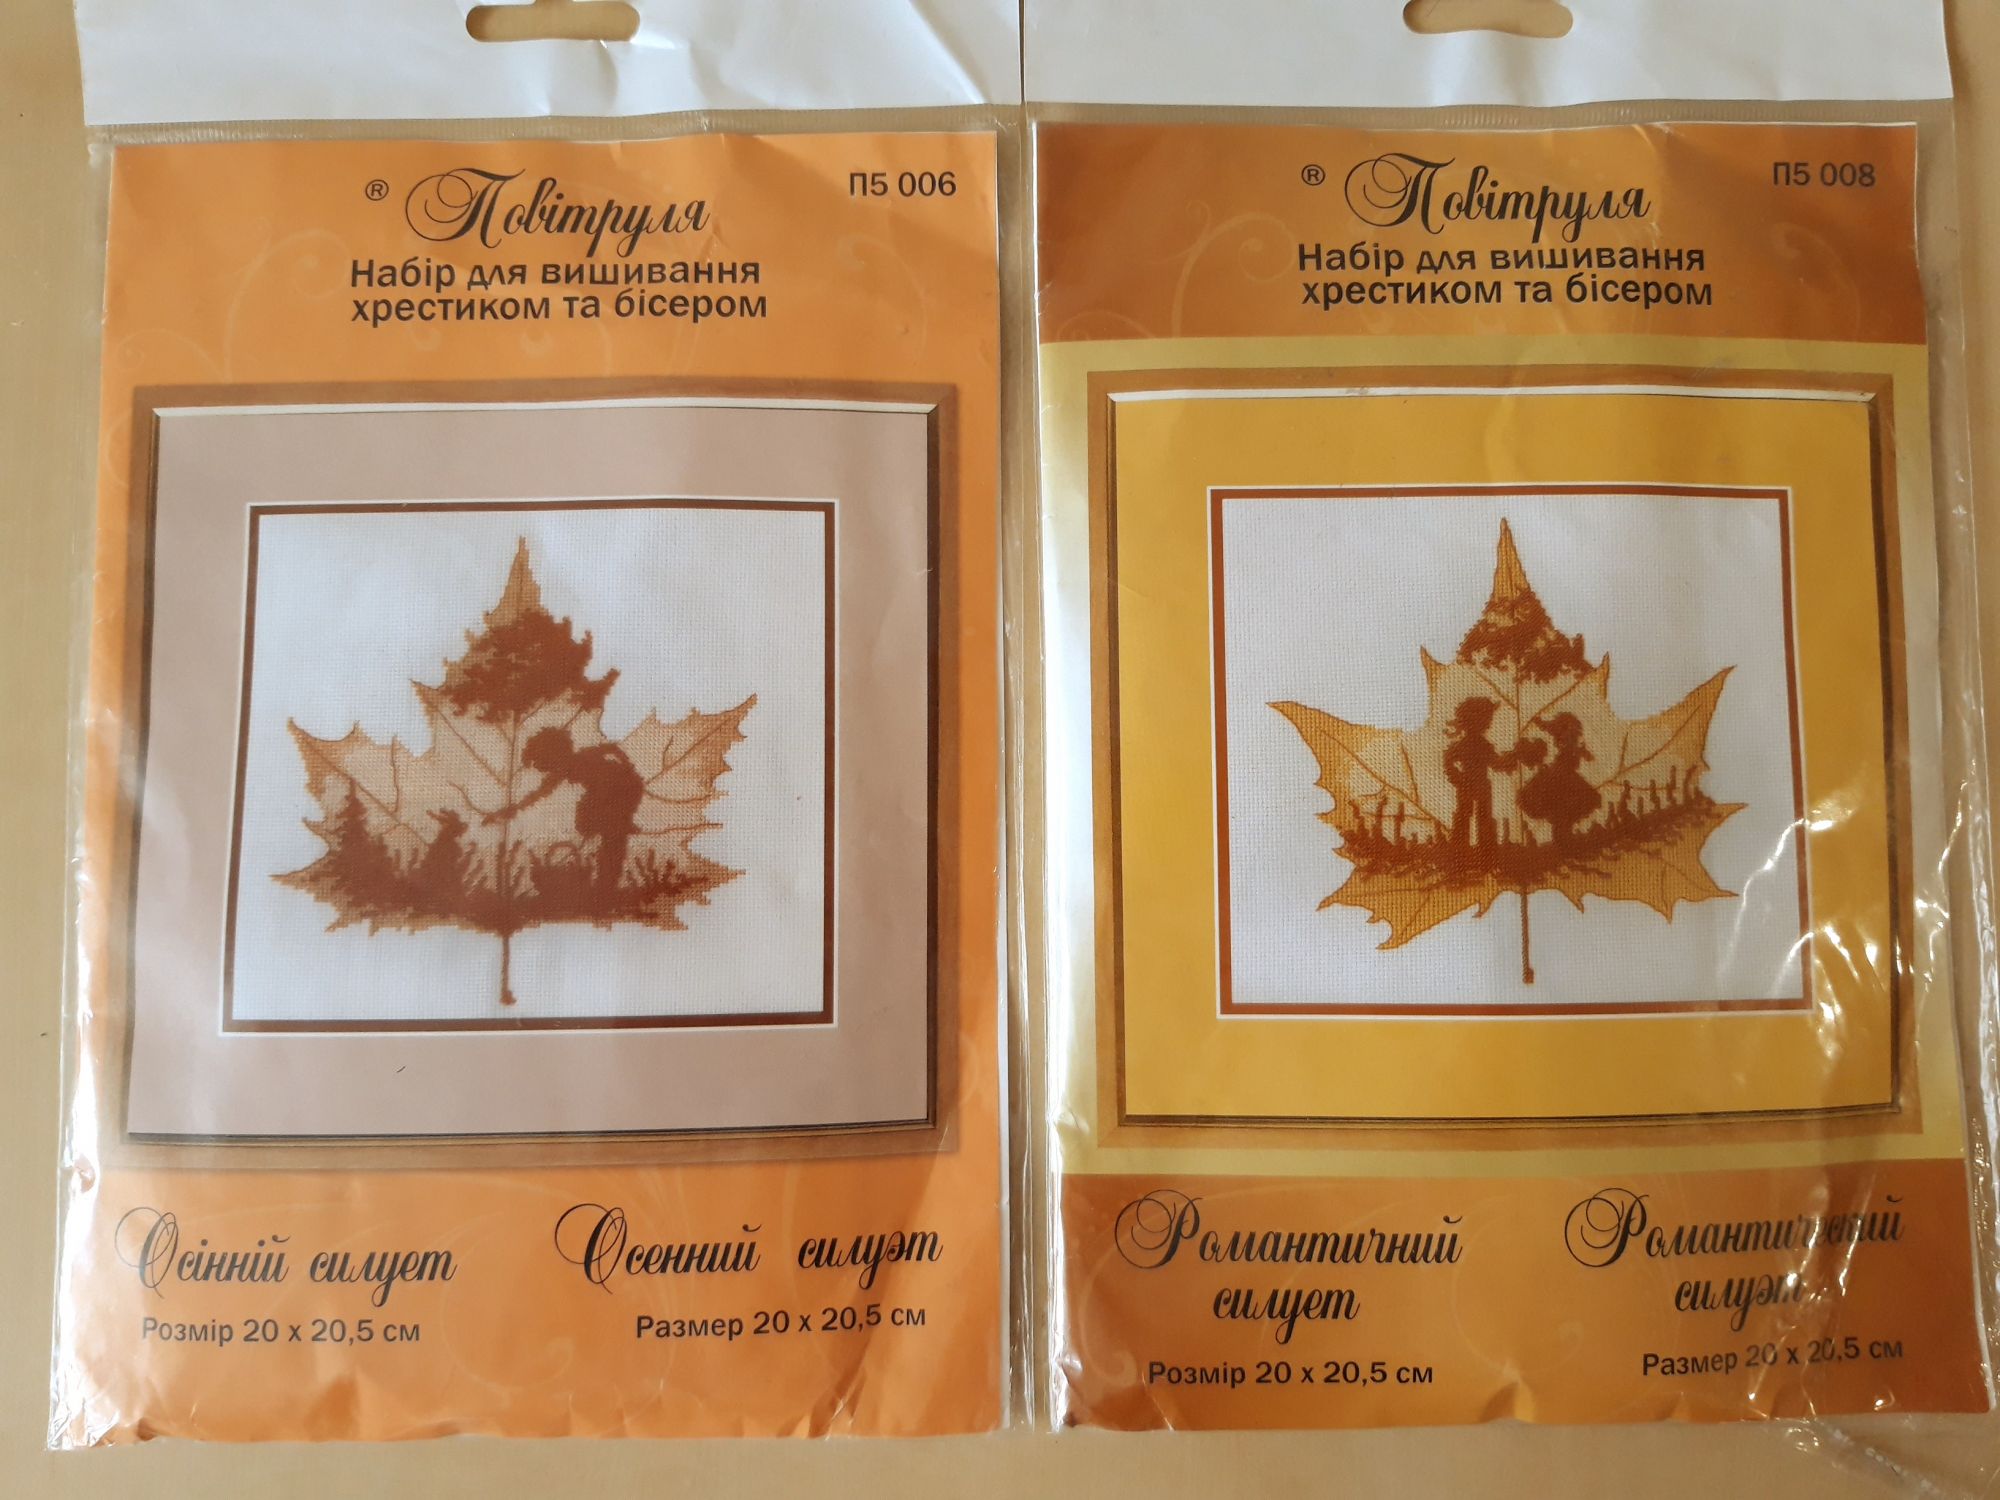 ® Повітруля
П5 006
Набір для вишивання
хрестиком та бісером
Осінній силует
Розмір 20 х 20,5 см
Осенний силуэт
Размер 20 х 20,5 см
® Повітруля
П5 008
Набір для вишивання
хрестиком та бісером
Романтичний
силует
Розмір 20 х 20,5 см
Романтический
силуэт
Размер 20 х 20,5 см